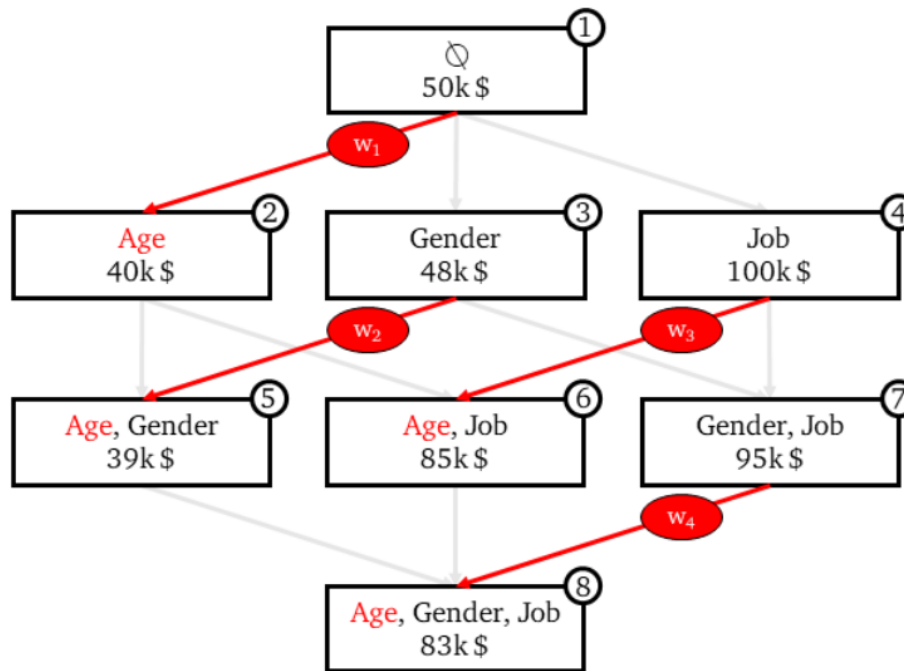 1
∅
50k $
w₁
2
Age
40k $
3
Gender
48k $
4
Job
100k $
w₂
w₃
5
Age, Gender
39k $
6
Age, Job
85k $
7
Gender, Job
95k $
w₄
8
Age, Gender, Job
83k $